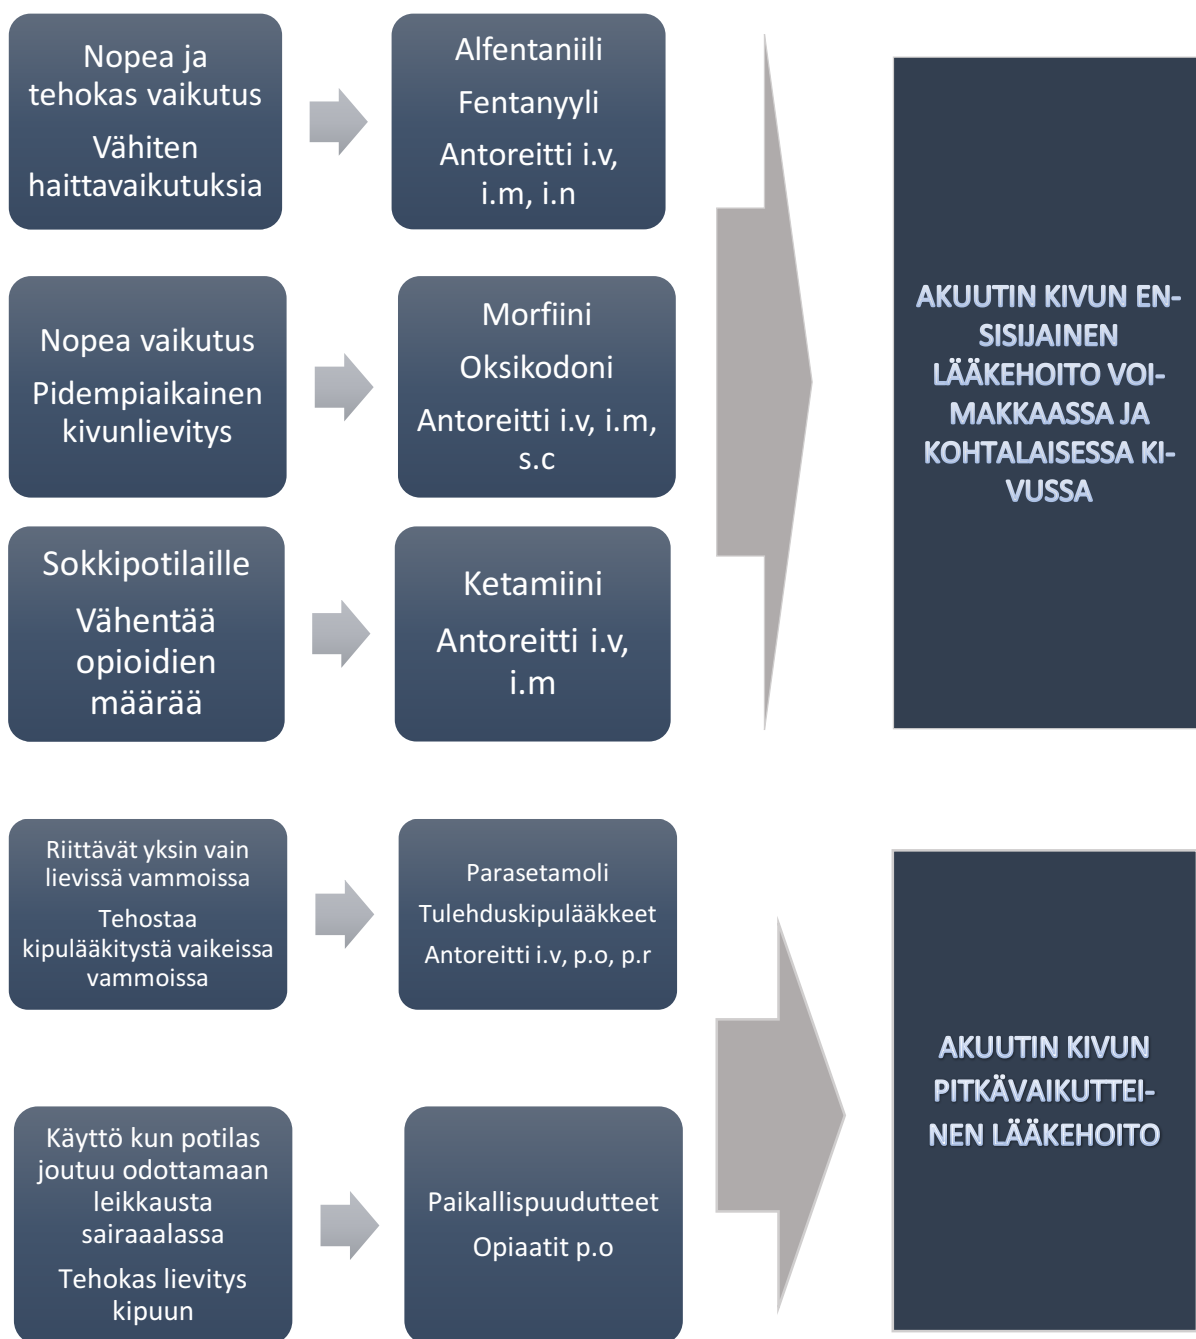 Nopea ja
tehokas vaikutus
Vähiten
haittavaikutuksia
Alfentaniili
Fentanyyli
Antoreitti i.v,
i.m, i.n
Nopea vaikutus
Pidempiaikainen
kivunlievitys
Morfiini
Oksikodoni
Antoreitti i.v, i.m,
s.c
Sokkipotilaille
Vähentää
opioidien
määrää
Ketamiini
Antoreitti i.v,
i.m
AKUUTIN KIVUN EN-
SISIJAINEN
LÄÄKEHOITO VOI-
MAKKAASSA JA
KOHTALAISESSA KI-
VUSSA
Riittävät yksin vain
lievissä vammoissa
Tehostaa
kipulääkitystä vaikeissa
vammoissa
Parasetamoli
Tulehduskipulääkkeet
Antoreitti i.v, p.o, p.r
Käyttö kun potilas
joutuu odottamaan
leikkausta
sairaaalassa
Tehokas lievitys
kipuun
Paikallispuudutteet
Opiaatit p.o
AKUUTIN KIVUN
PITKÄVAIKUTTEI-
NEN LÄÄKEHOITO